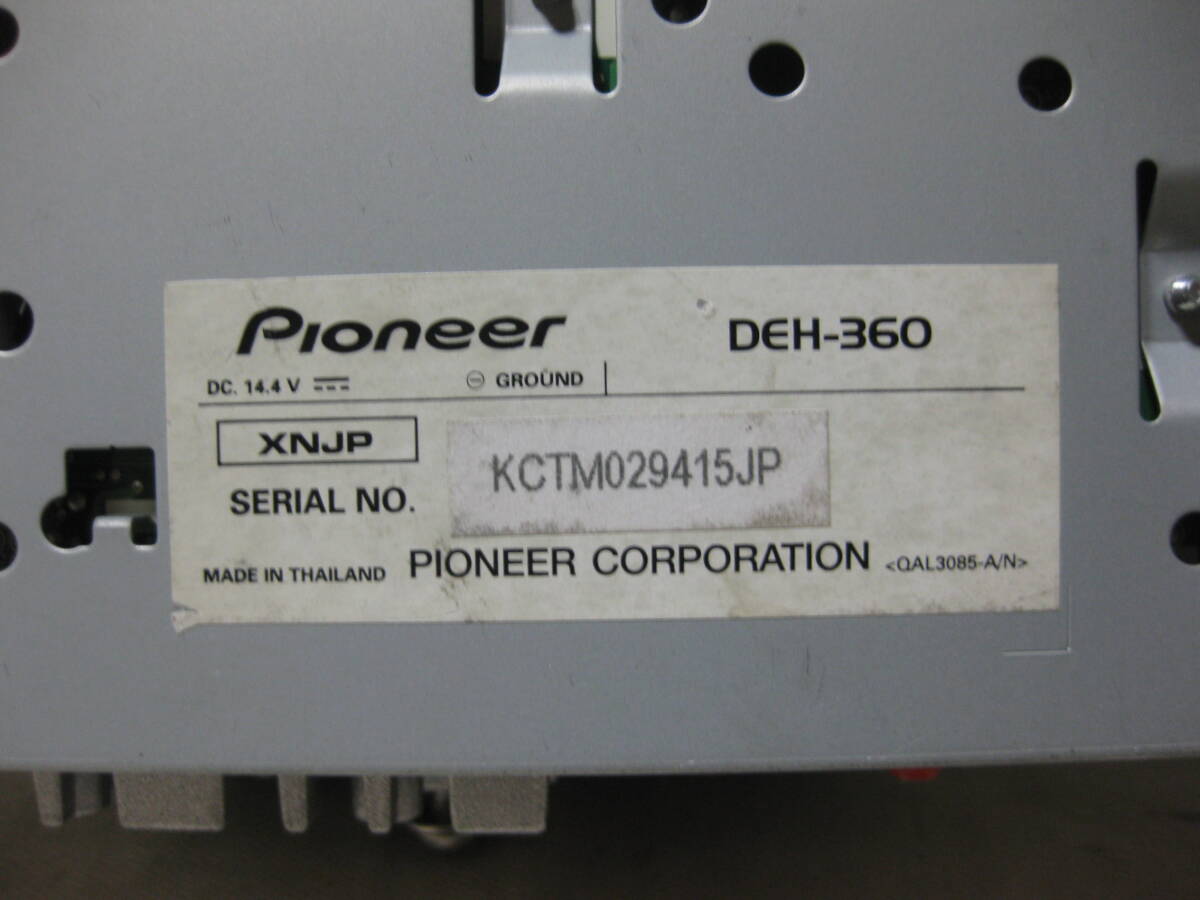 Pioneer DEH-360
DC. 14.4 V ⎓ ⊖ GROUND
XNJP
SERIAL NO. KCTM029415JP
MADE IN THAILAND PIONEER CORPORATION <QAL3085-A/N>